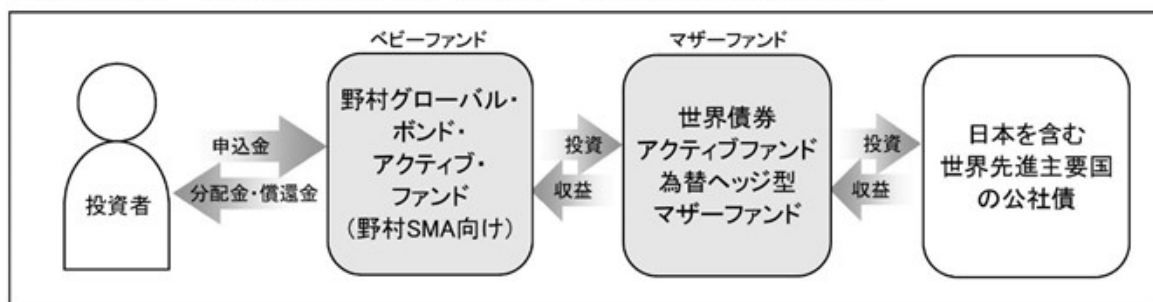 ベビーファンド
マザーファンド
投資者
申込金
分配金・償還金
野村グローバル・
ボンド・
アクティブ・
ファンド
(野村SMA向け)
投資
収益
世界債券
アクティブファンド
為替ヘッジ型
マザーファンド
投資
収益
日本を含む
世界先進主要国
の公社債